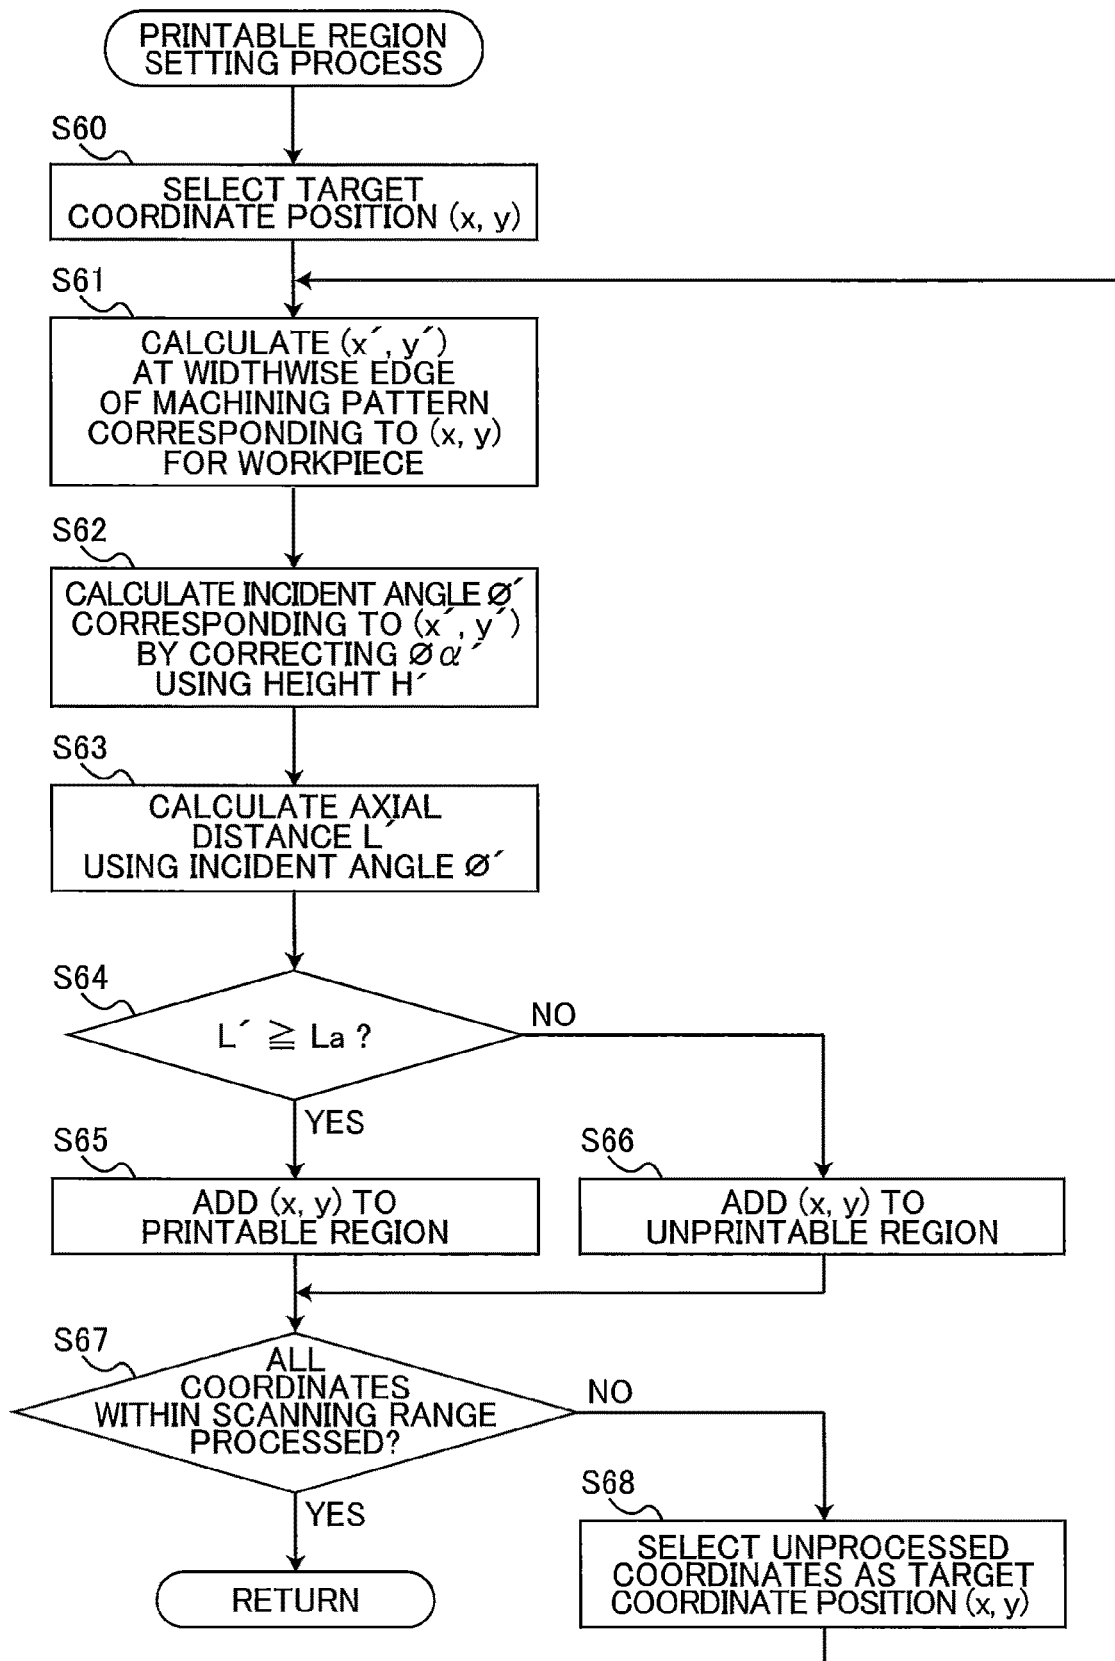 PRINTABLE REGION
SETTING PROCESS
S60
SELECT TARGET
COORDINATE POSITION (x, y)
S61
CALCULATE (x´, y´)
AT WIDTHWISE EDGE
OF MACHINING PATTERN
CORRESPONDING TO (x, y)
FOR WORKPIECE
S62
CALCULATE INCIDENT ANGLE Ø´
CORRESPONDING TO (x´, y´)
BY CORRECTING Øα´
USING HEIGHT H´
S63
CALCULATE AXIAL
DISTANCE L´
USING INCIDENT ANGLE Ø´
S64
L´ ≧ La ?
NO
YES
S65
ADD (x, y) TO
PRINTABLE REGION
S66
ADD (x, y) TO
UNPRINTABLE REGION
S67
ALL
COORDINATES
WITHIN SCANNING RANGE
PROCESSED?
NO
YES
S68
SELECT UNPROCESSED
COORDINATES AS TARGET
COORDINATE POSITION (x, y)
RETURN